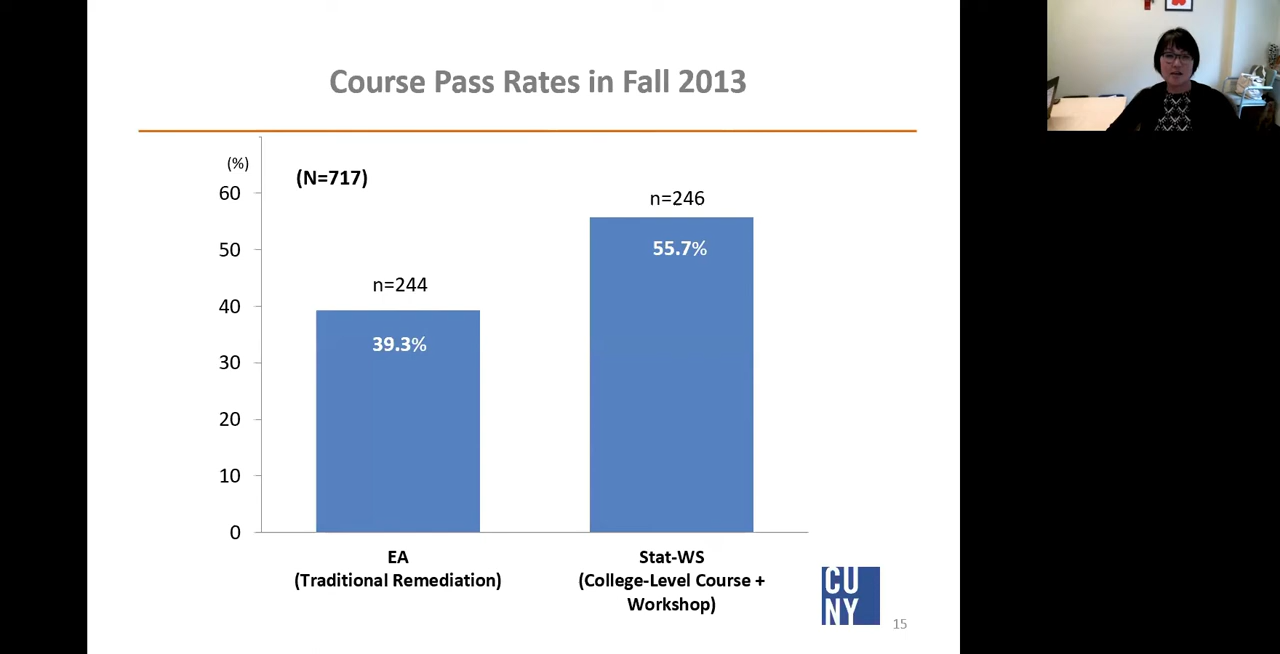 Course Pass Rates in Fall 2013
(%)
(N=717)
60
50
40
30
20
10
0
n=244
39.3%
n=246
55.7%
EA
(Traditional Remediation)
Stat-WS
(College-Level Course +
Workshop)
CU
NY
15